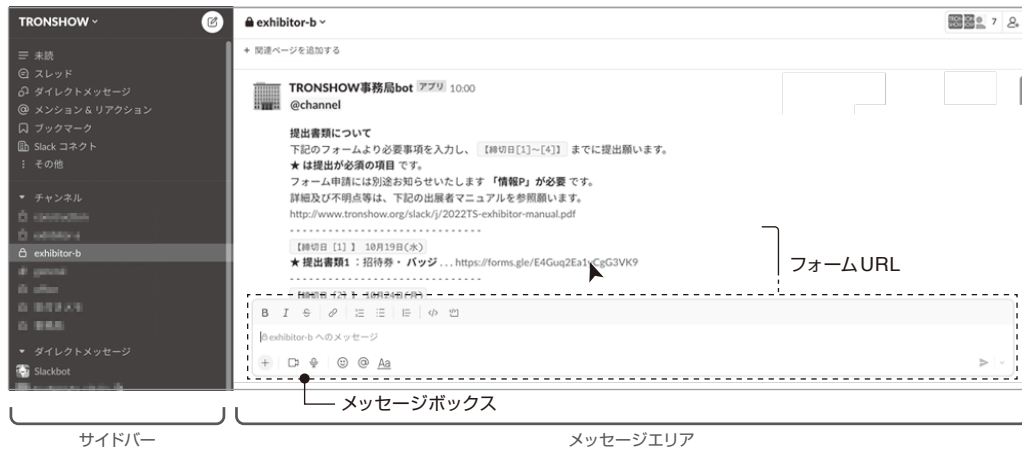 TRONSHOW
未読
スレッド
ダイレクトメッセージ
メンション & リアクション
ブックマーク
Slack コネクト
その他
チャンネル
exhibitor-b
ダイレクトメッセージ
Slackbot
exhibitor-b
7
+ 関連ページを追加する
TRONSHOW事務局bot アプリ 10:00
@channel
提出書類について
下記のフォームより必要事項を入力し、 【締切日[1]〜[4]】 までに提出願います。
★ は提出が必須の項目 です。
フォーム申請には別途お知らせいたします 「情報P」が必要 です。
詳細及び不明点等は、下記の出展者マニュアルを参照願います。
http://www.tronshow.org/slack/j/2022TS-exhibitor-manual.pdf
- - - - - - - - - - - - - - - - - - - - - - - - - - - - - -
【締切日 [1] 】 10月19日(水)
★ 提出書類1 : 招待券・ バッジ . . . https://forms.gle/E4Guq2Ea1vCgG3VK9
- - - - - - - - - - - - - - - - - - - - - - - - - - - - - -
【締切日 [2] 】 10月24日(月)
フォームURL
B I S
exhibitor-b へのメッセージ
+ @ Aa
メッセージボックス
サイドバー
メッセージエリア